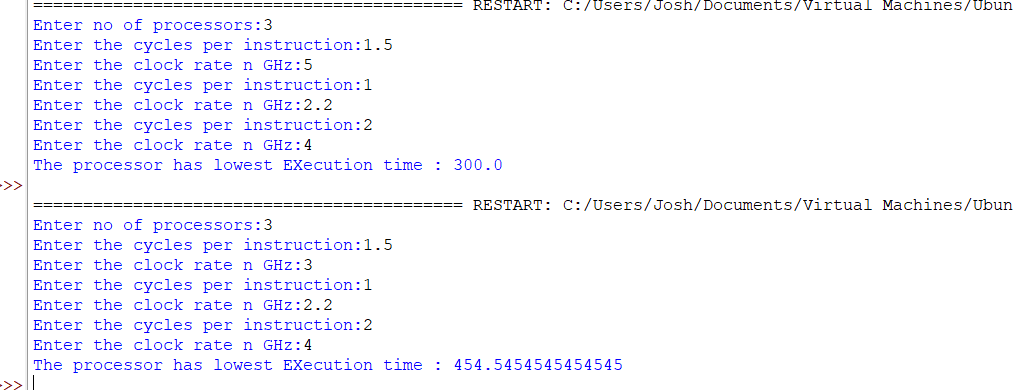 =========================================== RESTART: C:/Users/Josh/Documents/Virtual Machines/Ubun
Enter no of processors:3
Enter the cycles per instruction:1.5
Enter the clock rate n GHz:5
Enter the cycles per instruction:1
Enter the clock rate n GHz:2.2
Enter the cycles per instruction:2
Enter the clock rate n GHz:4
The processor has lowest EXecution time : 300.0
>>>
=========================================== RESTART: C:/Users/Josh/Documents/Virtual Machines/Ubun
Enter no of processors:3
Enter the cycles per instruction:1.5
Enter the clock rate n GHz:3
Enter the cycles per instruction:1
Enter the clock rate n GHz:2.2
Enter the cycles per instruction:2
Enter the clock rate n GHz:4
The processor has lowest EXecution time : 454.5454545454545
>>>